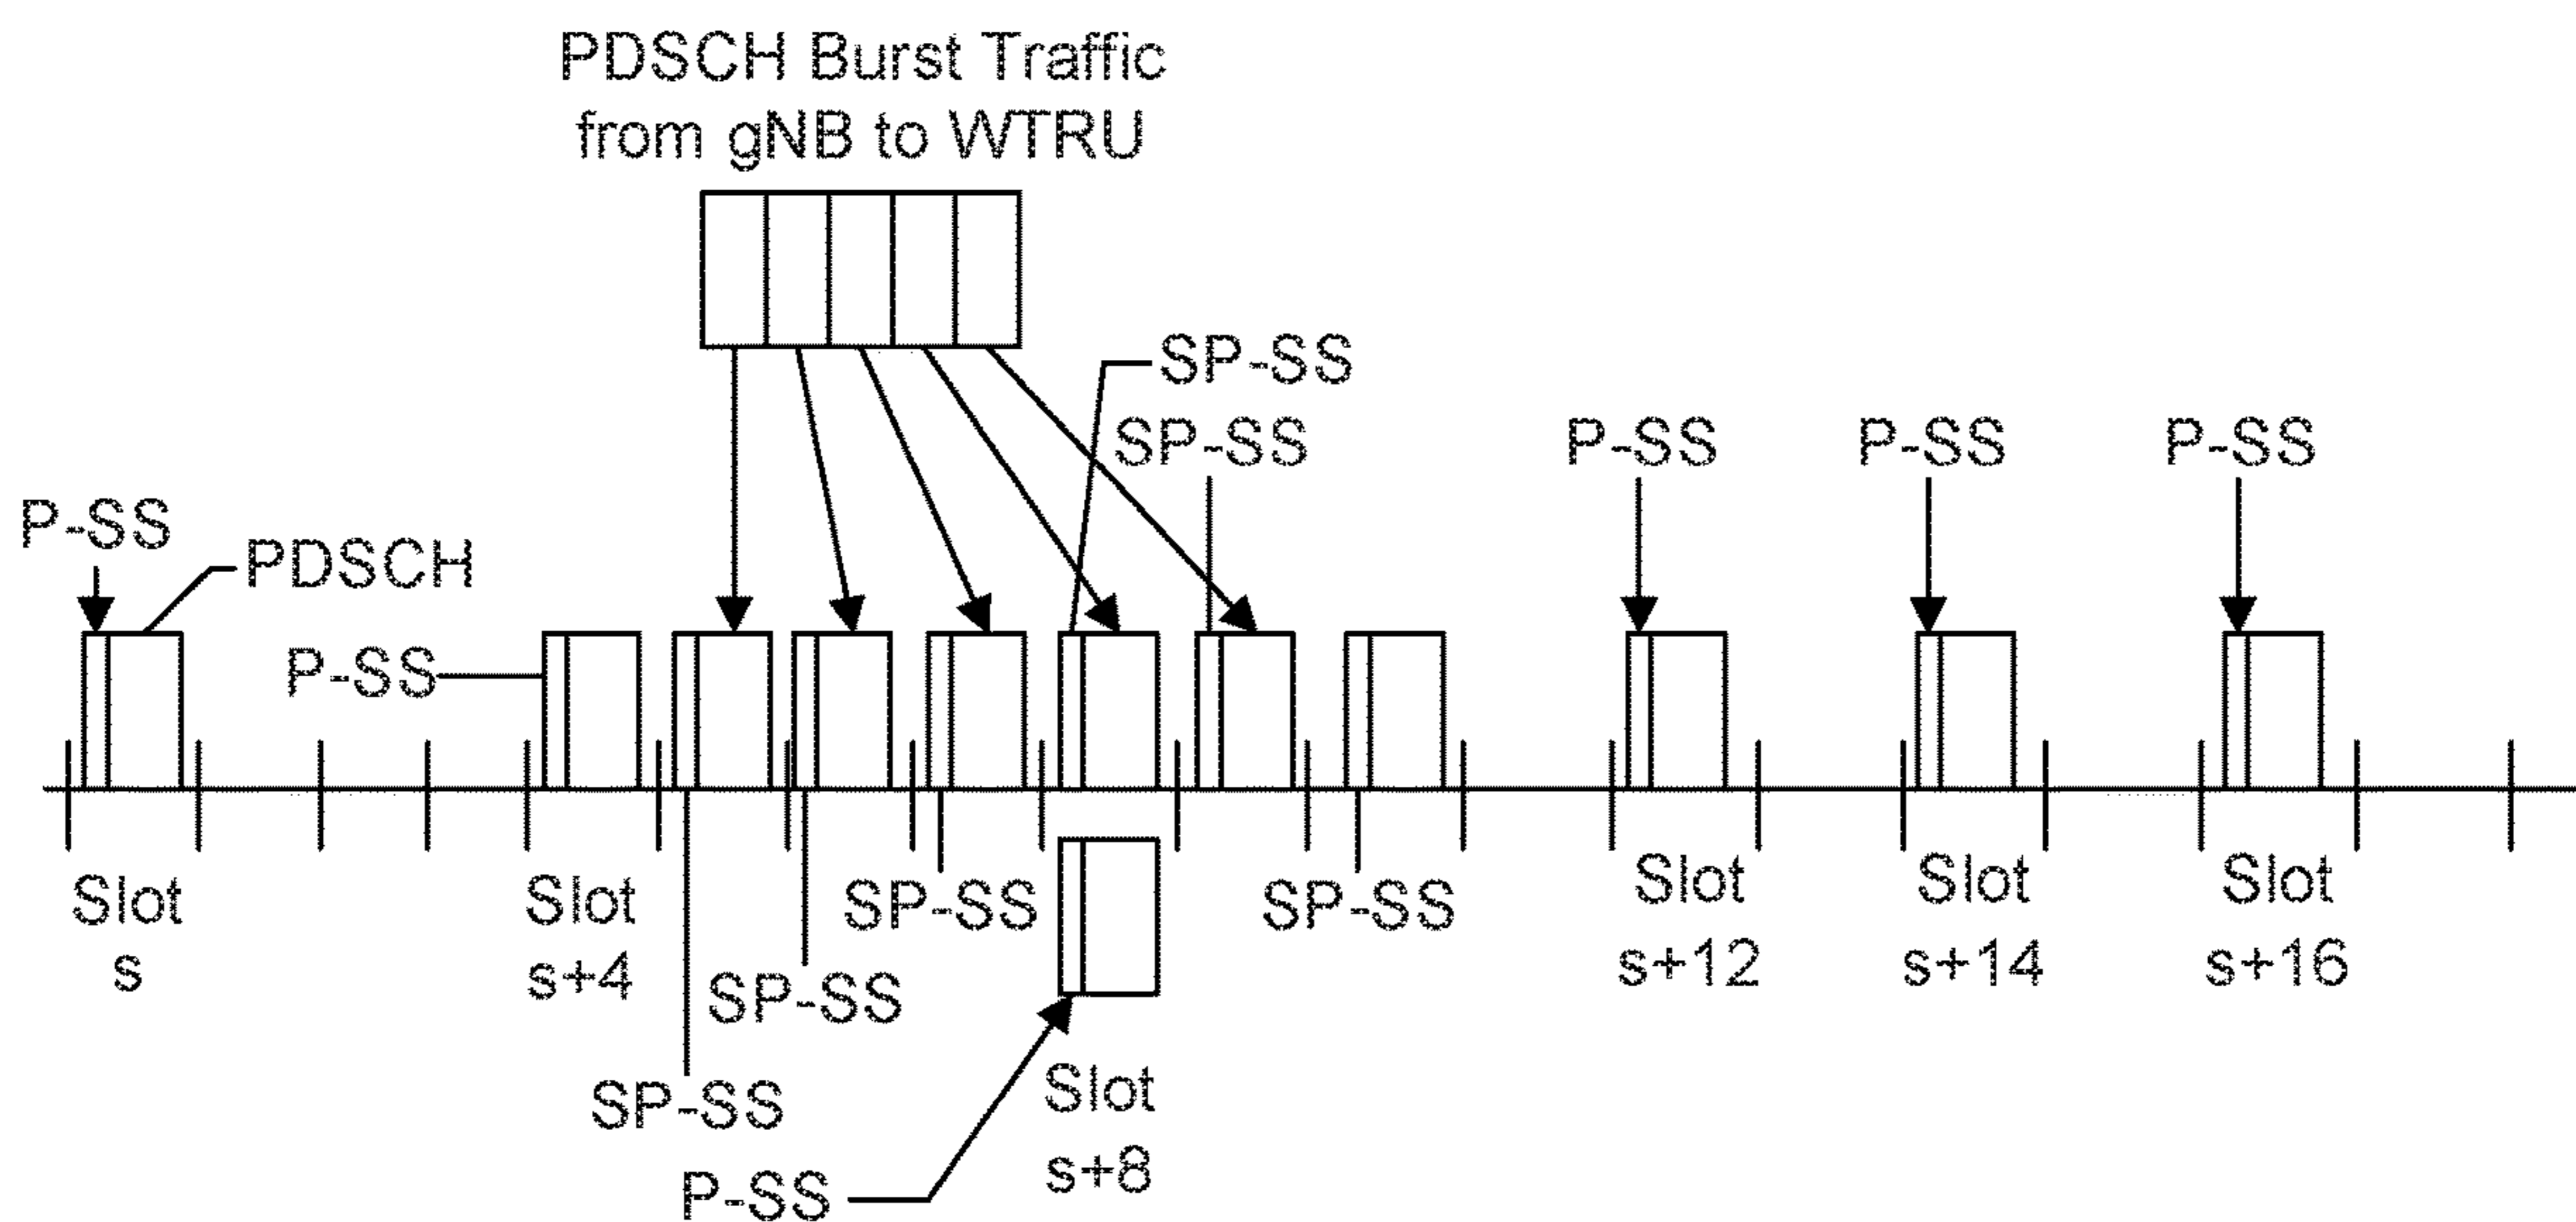 PDSCH Burst Traffic
from gNB to WTRU
SP-SS
SP-SS
P-SS
P-SS
P-SS
P-SS
PDSCH
P-SS
Slot
s
Slot
s+4
SP-SS
SP-SS
Slot
s+12
Slot
s+14
Slot
s+16
SP-SS
SP-SS
Slot
s+8
P-SS